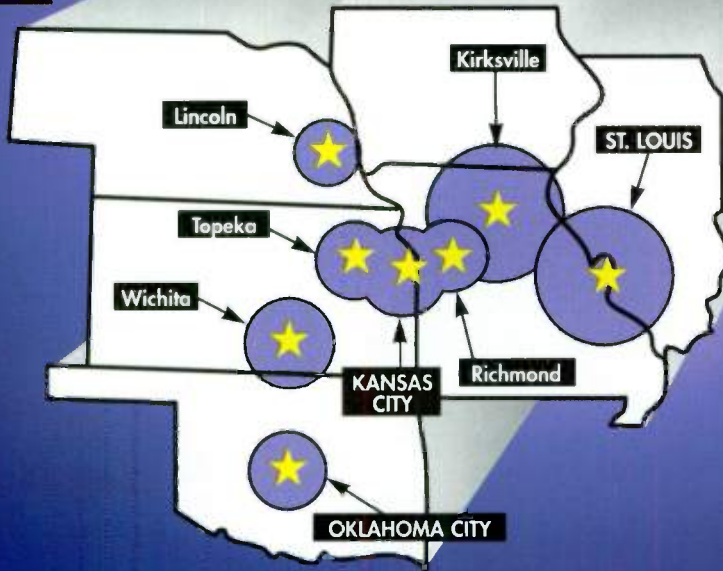 Kirksville
Lincoln
ST. LOUIS
Topeka
Wichita
KANSAS
CITY
Richmond
OKLAHOMA CITY